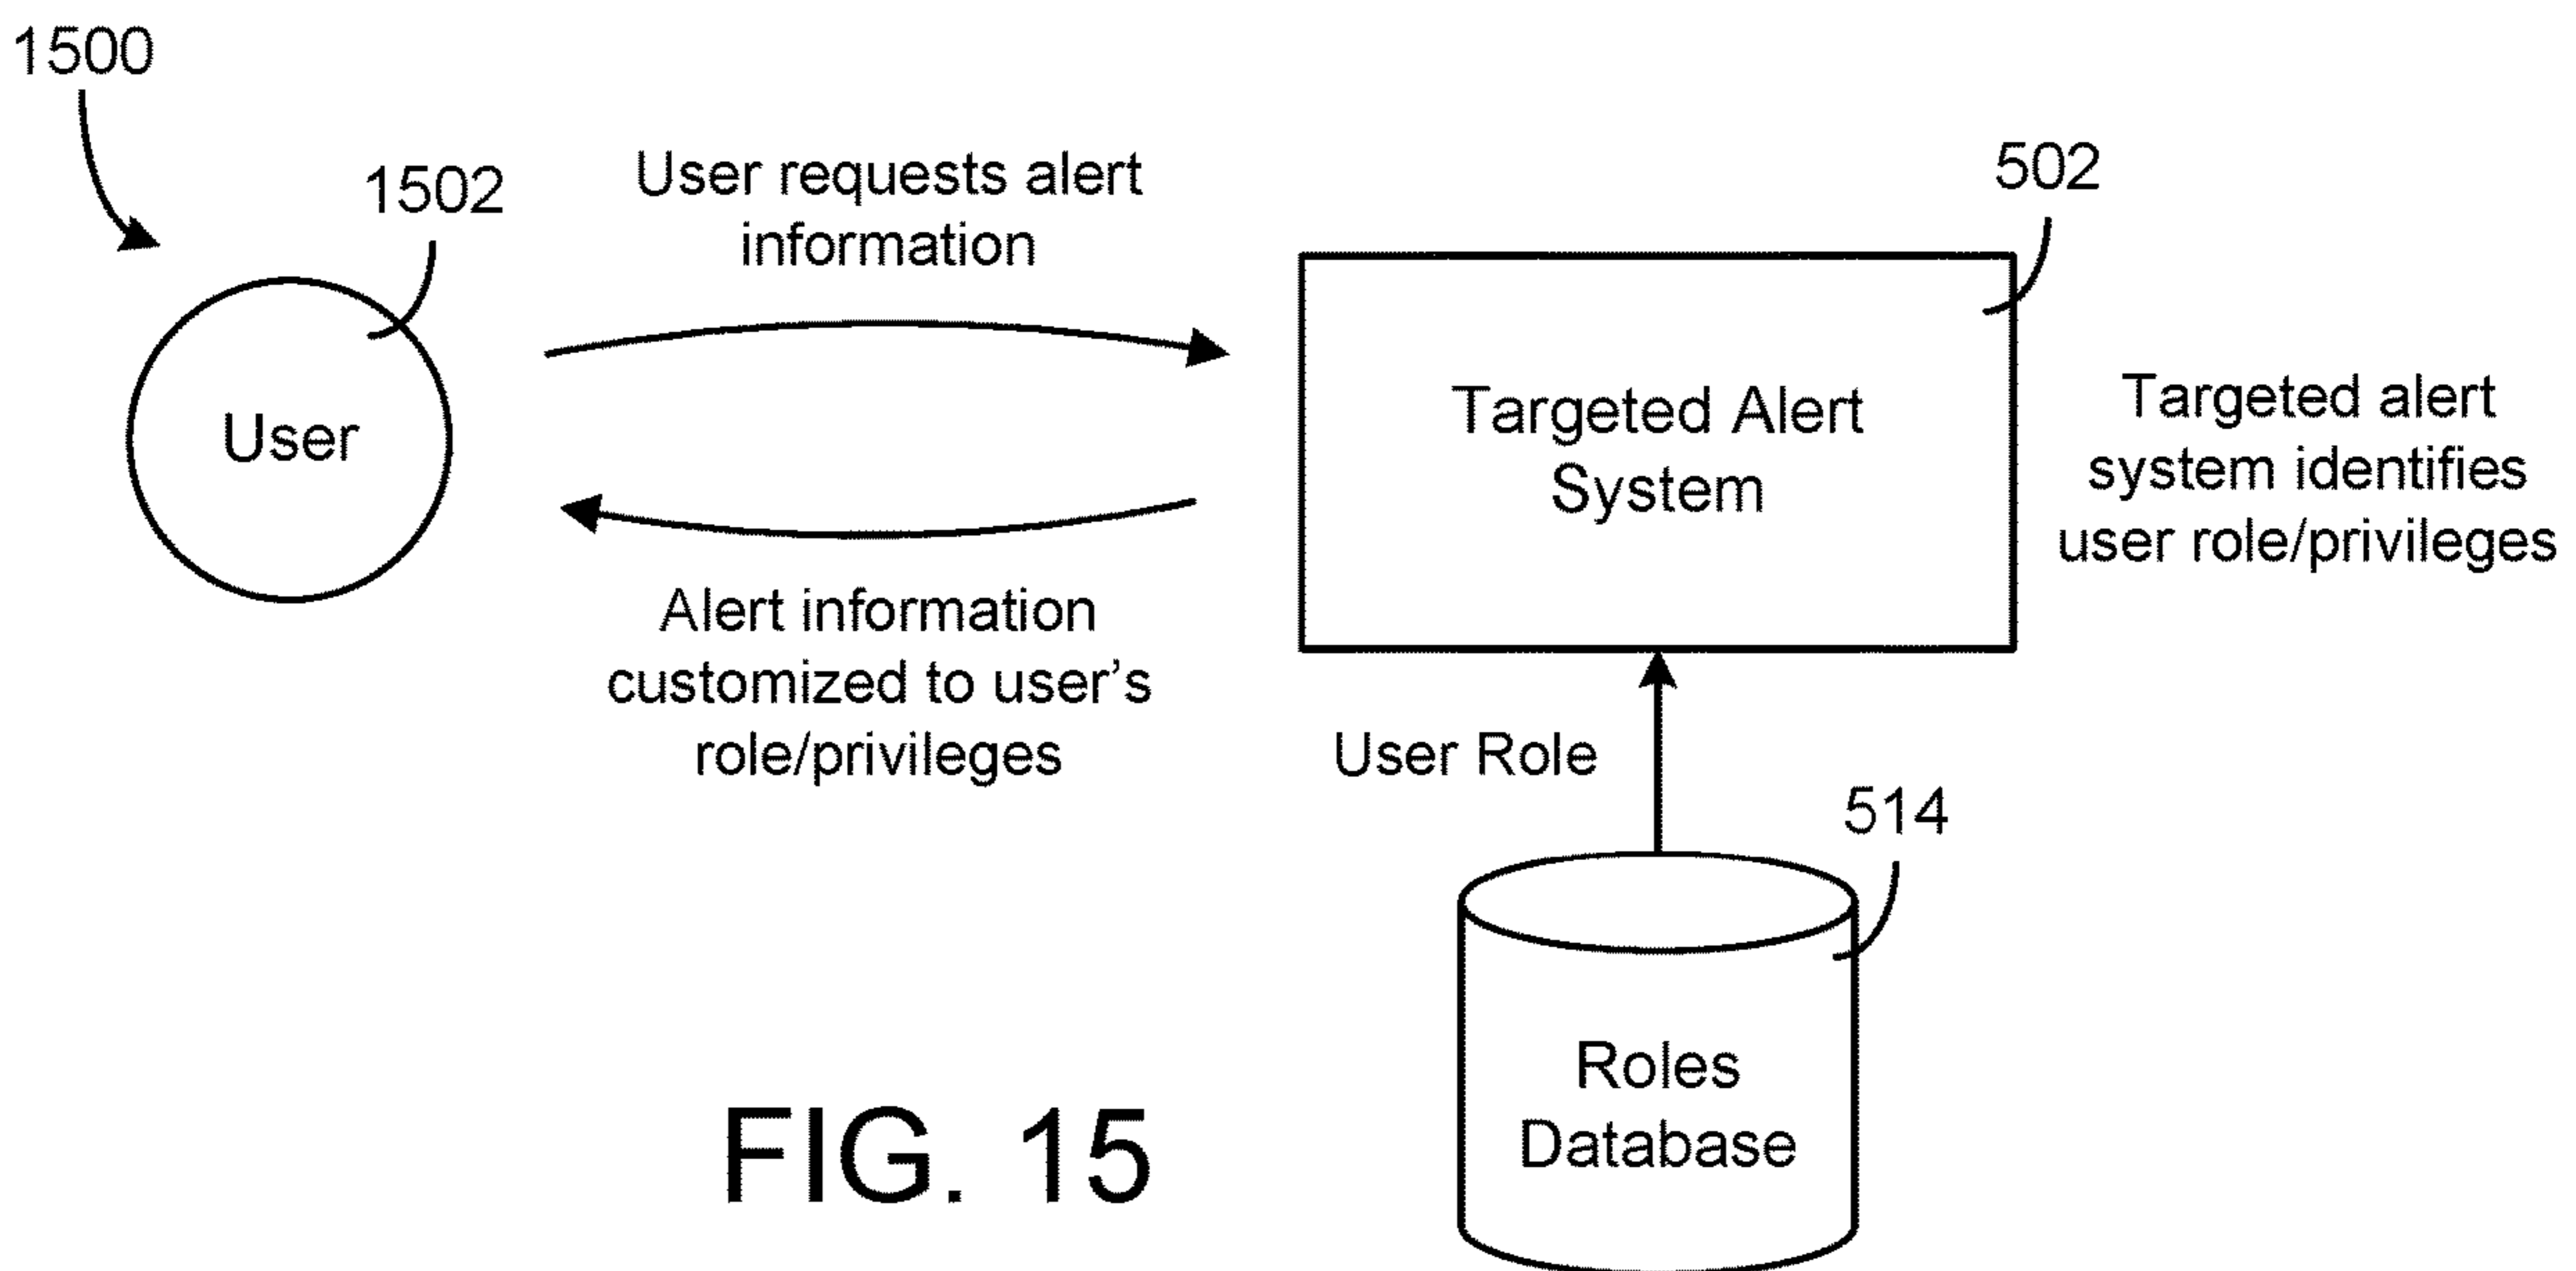 1500
1502
User requests alert
information
502
User
Targeted Alert
System
Targeted alert
system identifies
user role/privileges
Alert information
customized to user's
role/privileges
User Role
514
Roles
Database
FIG. 15